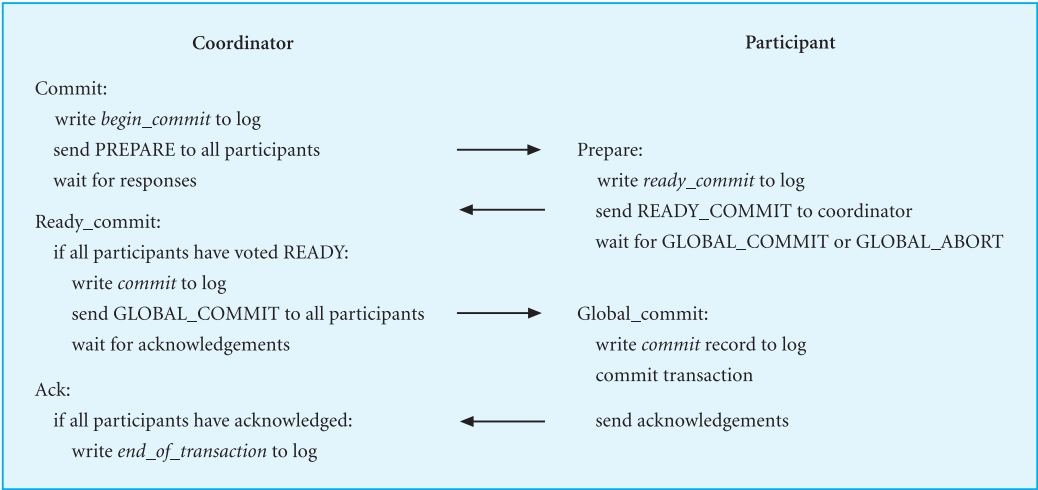 Coordinator
Participant
Commit:
write begin_commit to log
send PREPARE to all participants
wait for responses
Prepare:
write ready_commit to log
send READY_COMMIT to coordinator
wait for GLOBAL_COMMIT or GLOBAL_ABORT
Ready_commit:
if all participants have voted READY:
write commit to log
send GLOBAL_COMMIT to all participants
wait for acknowledgements
Global_commit:
write commit record to log
commit transaction
send acknowledgements
Ack:
if all participants have acknowledged:
write end_of_transaction to log